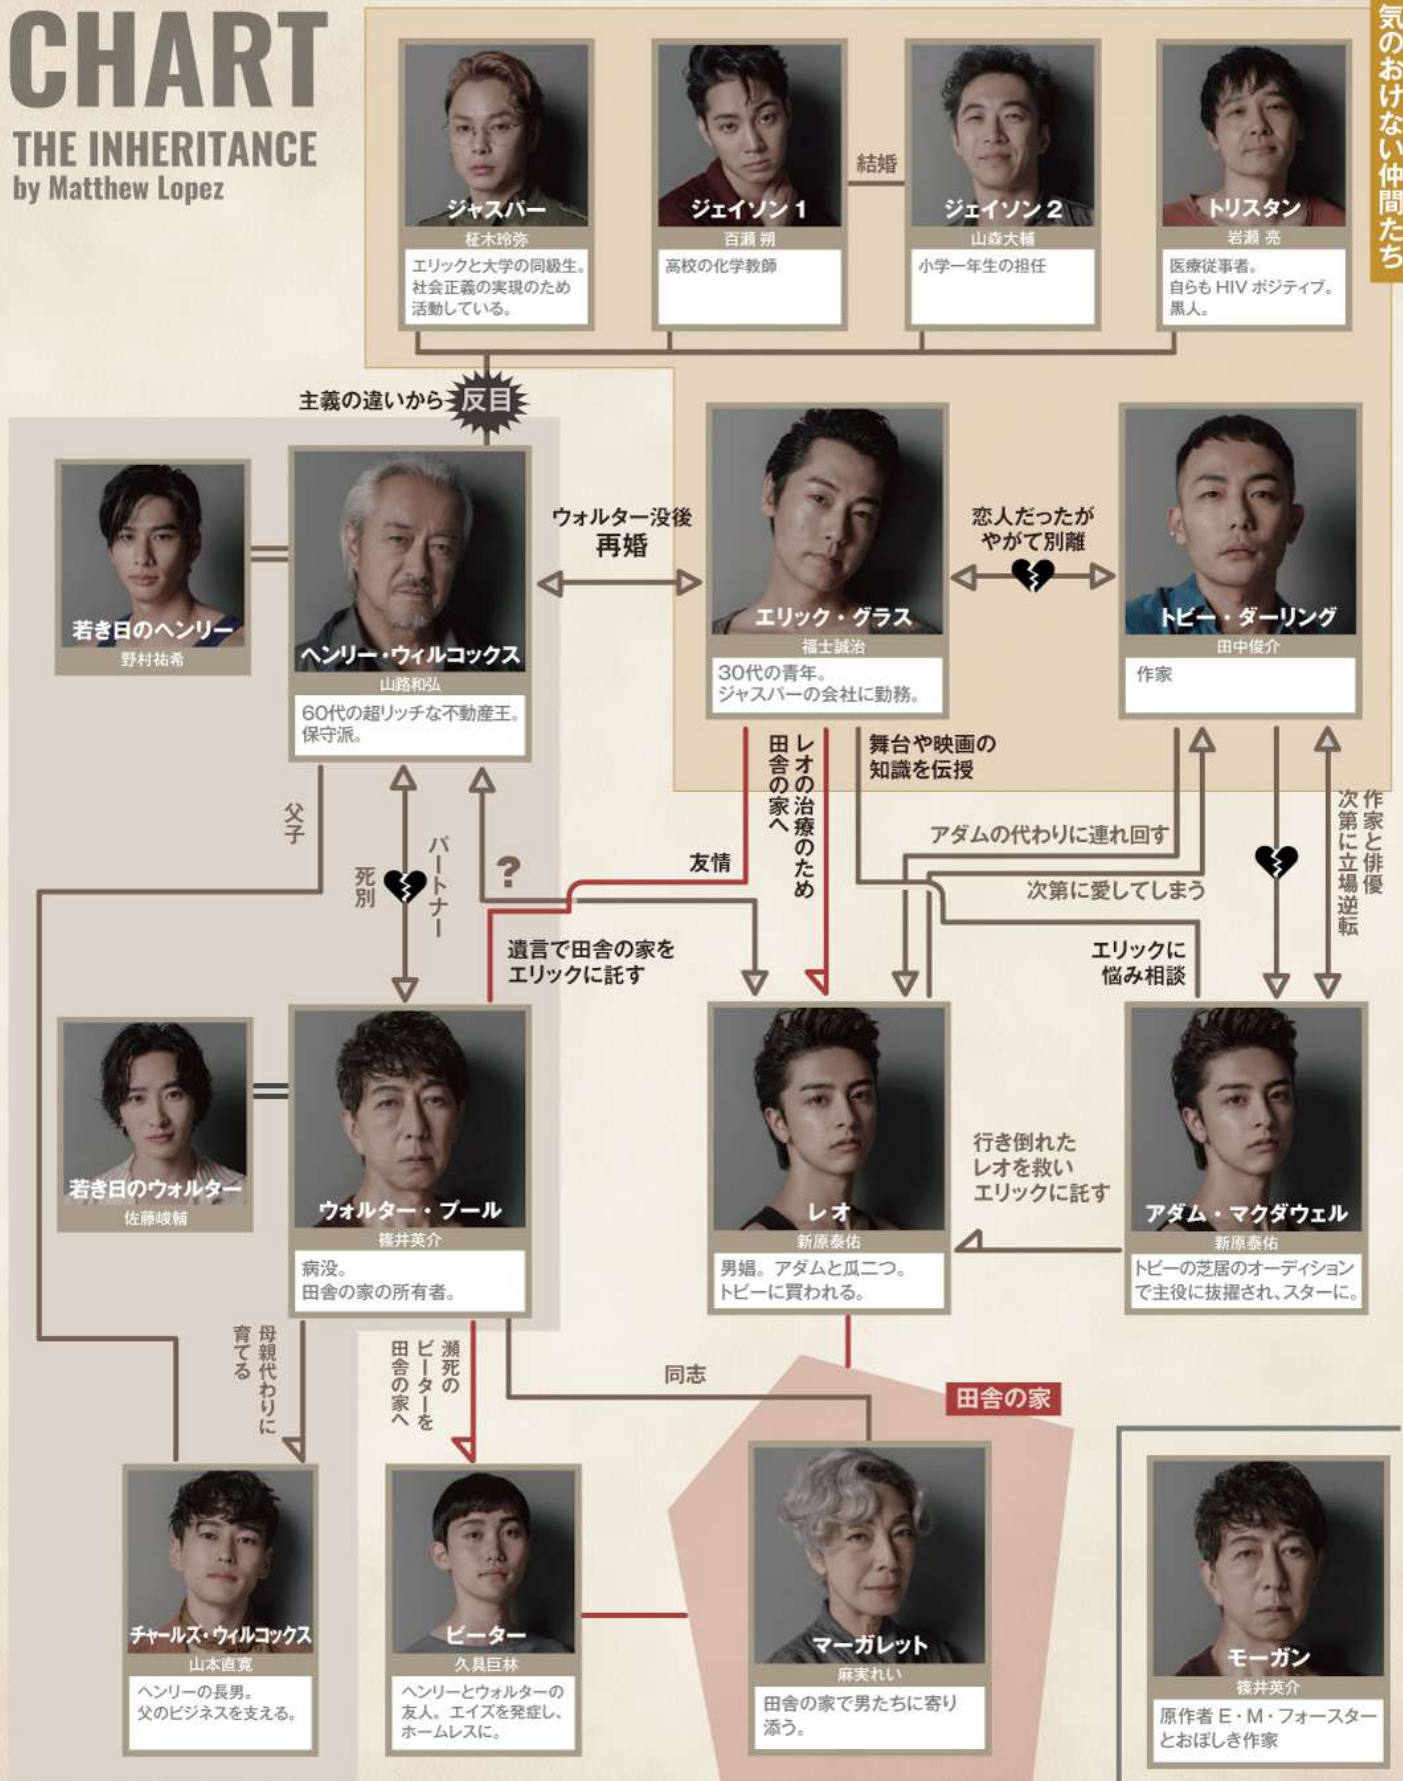 CHART
THE INHERITANCE
by Matthew Lopez
気のおけない仲間たち
ジャスパー
柾木玲弥
エリックと大学の同級生。
社会正義の実現のため
活動している。
ジェイソン 1
百瀬 朔
高校の化学教師
結婚
ジェイソン 2
山森大輔
小学一年生の担任
トリスタン
岩瀬 亮
医療従事者。
自らも HIV ポジティブ。
黒人。
主義の違いから
反目
若き日のヘンリー
野村祐希
ヘンリー・ウィルコックス
山路和弘
60代の超リッチな不動産王。
保守派。
ウォルター没後
再婚
エリック・グラス
福士誠治
30代の青年。
ジャスパーの会社に勤務。
恋人だったが
やがて別離
トビー・ダーリング
田中俊介
作家
父子
死別
パートナー
?
友情
遺言で田舎の家を
エリックに託す
レオの治療のため
田舎の家へ
舞台や映画の
知識を伝授
アダムの代わりに連れ回す
次第に愛してしまう
エリックに
悩み相談
作家と俳優
次第に立場逆転
若き日のウォルター
佐藤峻輔
ウォルター・プール
篠井英介
病没。
田舎の家の所有者。
レオ
新原泰佑
男娼。アダムと瓜二つ。
トビーに買われる。
行き倒れた
レオを救い
エリックに託す
アダム・マクダウェル
新原泰佑
トビーの芝居のオーディション
で主役に抜擢され、スターに。
母親代わりに
育てる
瀕死の
ピーターを
田舎の家へ
同志
田舎の家
チャールズ・ウィルコックス
山本直寛
ヘンリーの長男。
父のビジネスを支える。
ピーター
久具巨林
ヘンリーとウォルターの
友人。エイズを発症し、
ホームレスに。
マーガレット
麻実れい
田舎の家で男たちに寄り
添う。
モーガン
篠井英介
原作者 E・M・フォースター
とおぼしき作家